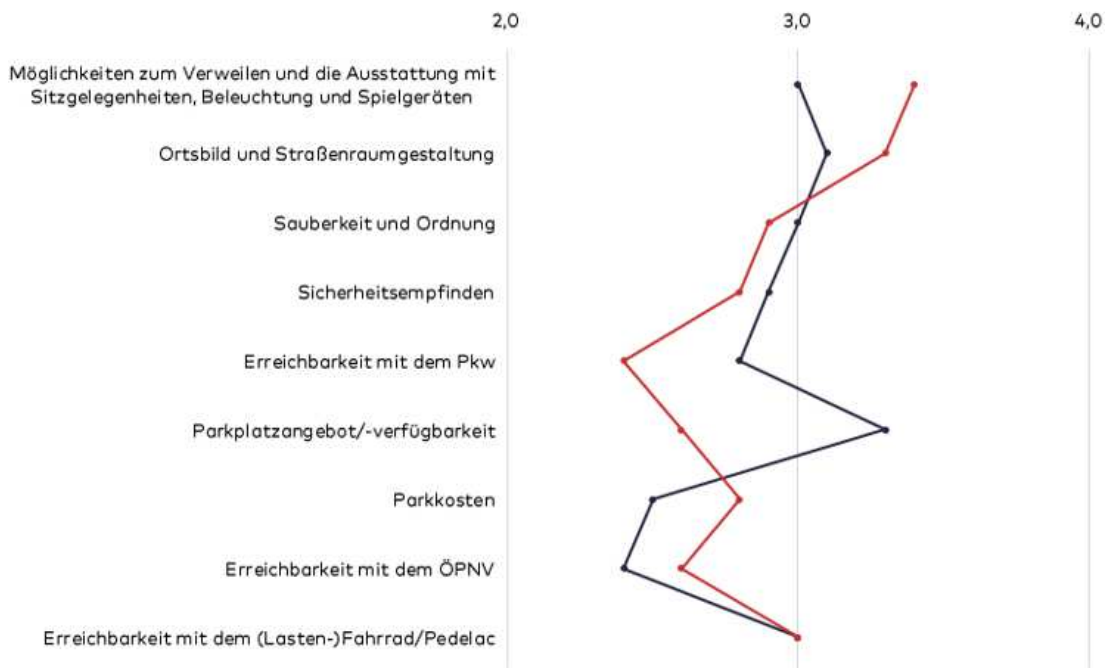 2,0 3,0 4,0
Möglichkeiten zum Verweilen und die Ausstattung mit
Sitzgelegenheiten, Beleuchtung und Spielgeräten
Ortsbild und Straßenraumgestaltung
Sauberkeit und Ordnung
Sicherheitsempfinden
Erreichbarkeit mit dem Pkw
Parkplatzangebot/-verfügbarkeit
Parkkosten
Erreichbarkeit mit dem ÖPNV
Erreichbarkeit mit dem (Lasten-)Fahrrad/Pedelac